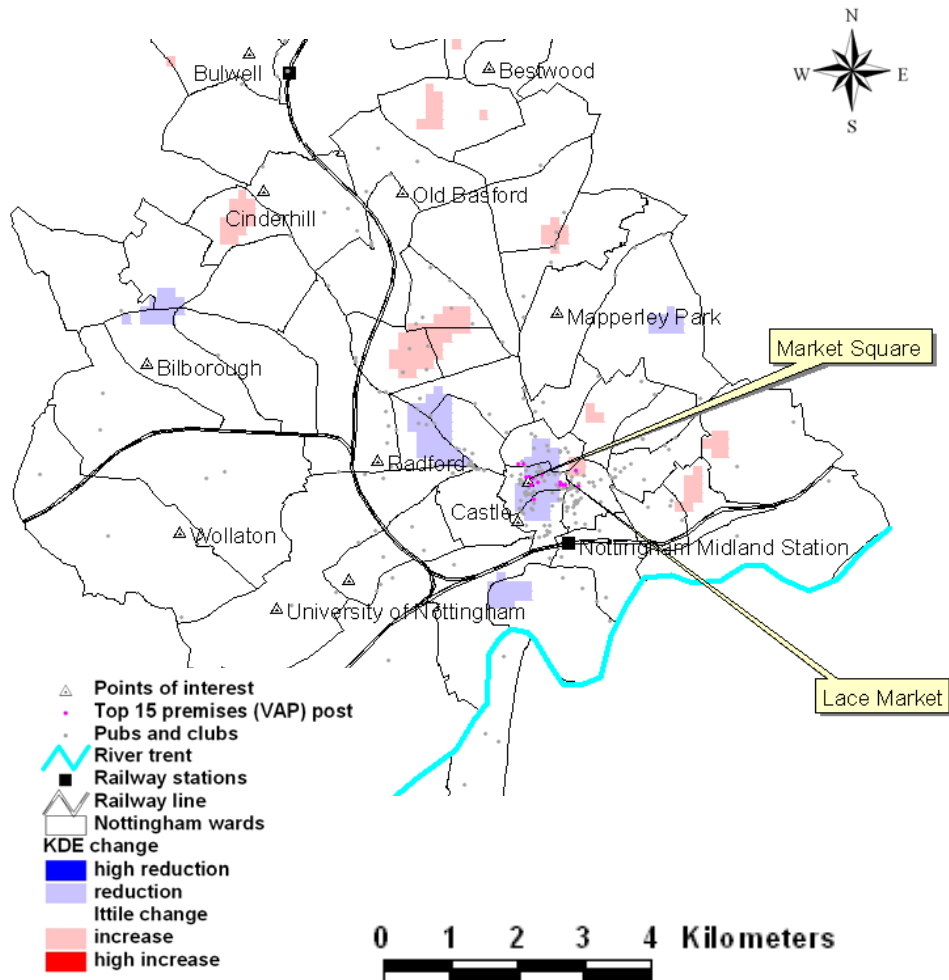 N
W E
S
Bulwell
Bestwood
Cinderhill
Old Basford
Mapperley Park
Market Square
Bilborough
Radford
Castle
Wollaton
Nottingham Midland Station
University of Nottingham
Lace Market
Points of interest
Top 15 premises (VAP) post
Pubs and clubs
River trent
Railway stations
Railway line
Nottingham wards
KDE change
high reduction
reduction
lttile change
increase
high increase
0 1 2 3 4 Kilometers